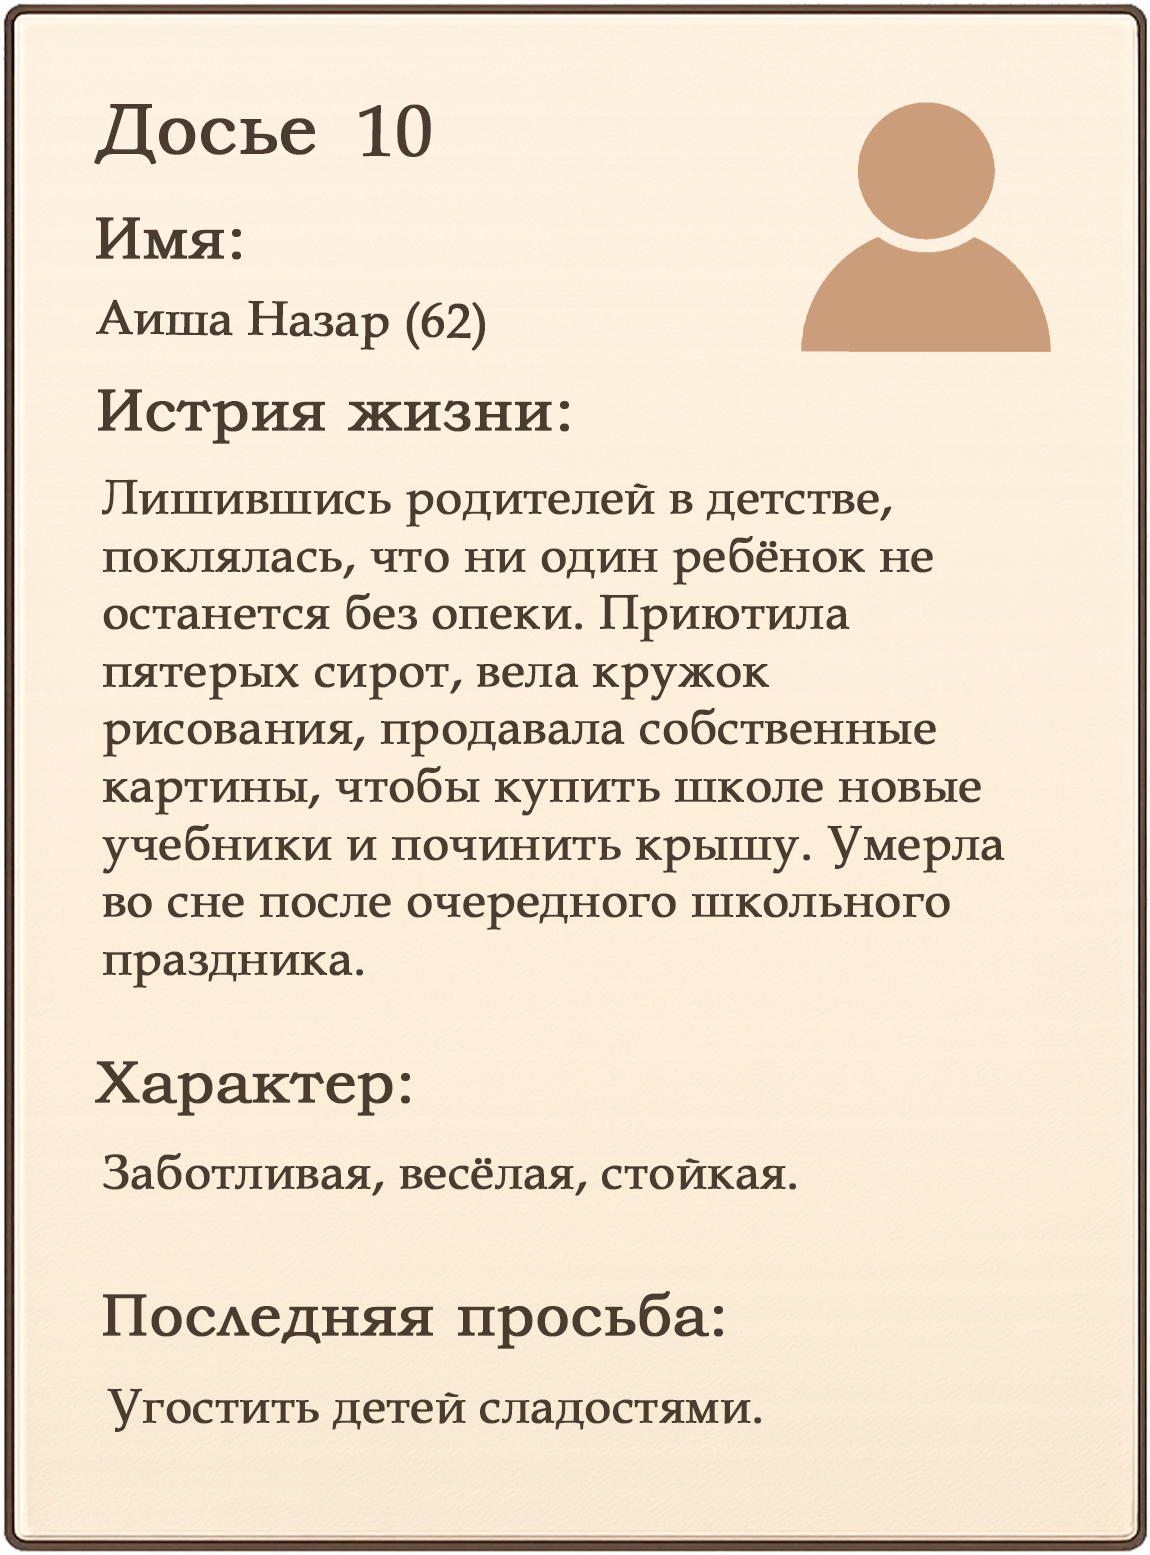 Досье 10
Имя:
Аиша Назар (62)
Истрия жизни:
Лишившись родителей в детстве,
поклялась, что ни один ребёнок не
останется без опеки. Приютила
пятерых сирот, вела кружок
рисования, продавала собственные
картины, чтобы купить школе новые
учебники и починить крышу. Умерла
во сне после очередного школьного
праздника.
Характер:
Заботливая, весёлая, стойкая.
Последняя просьба:
Угостить детей сладостями.